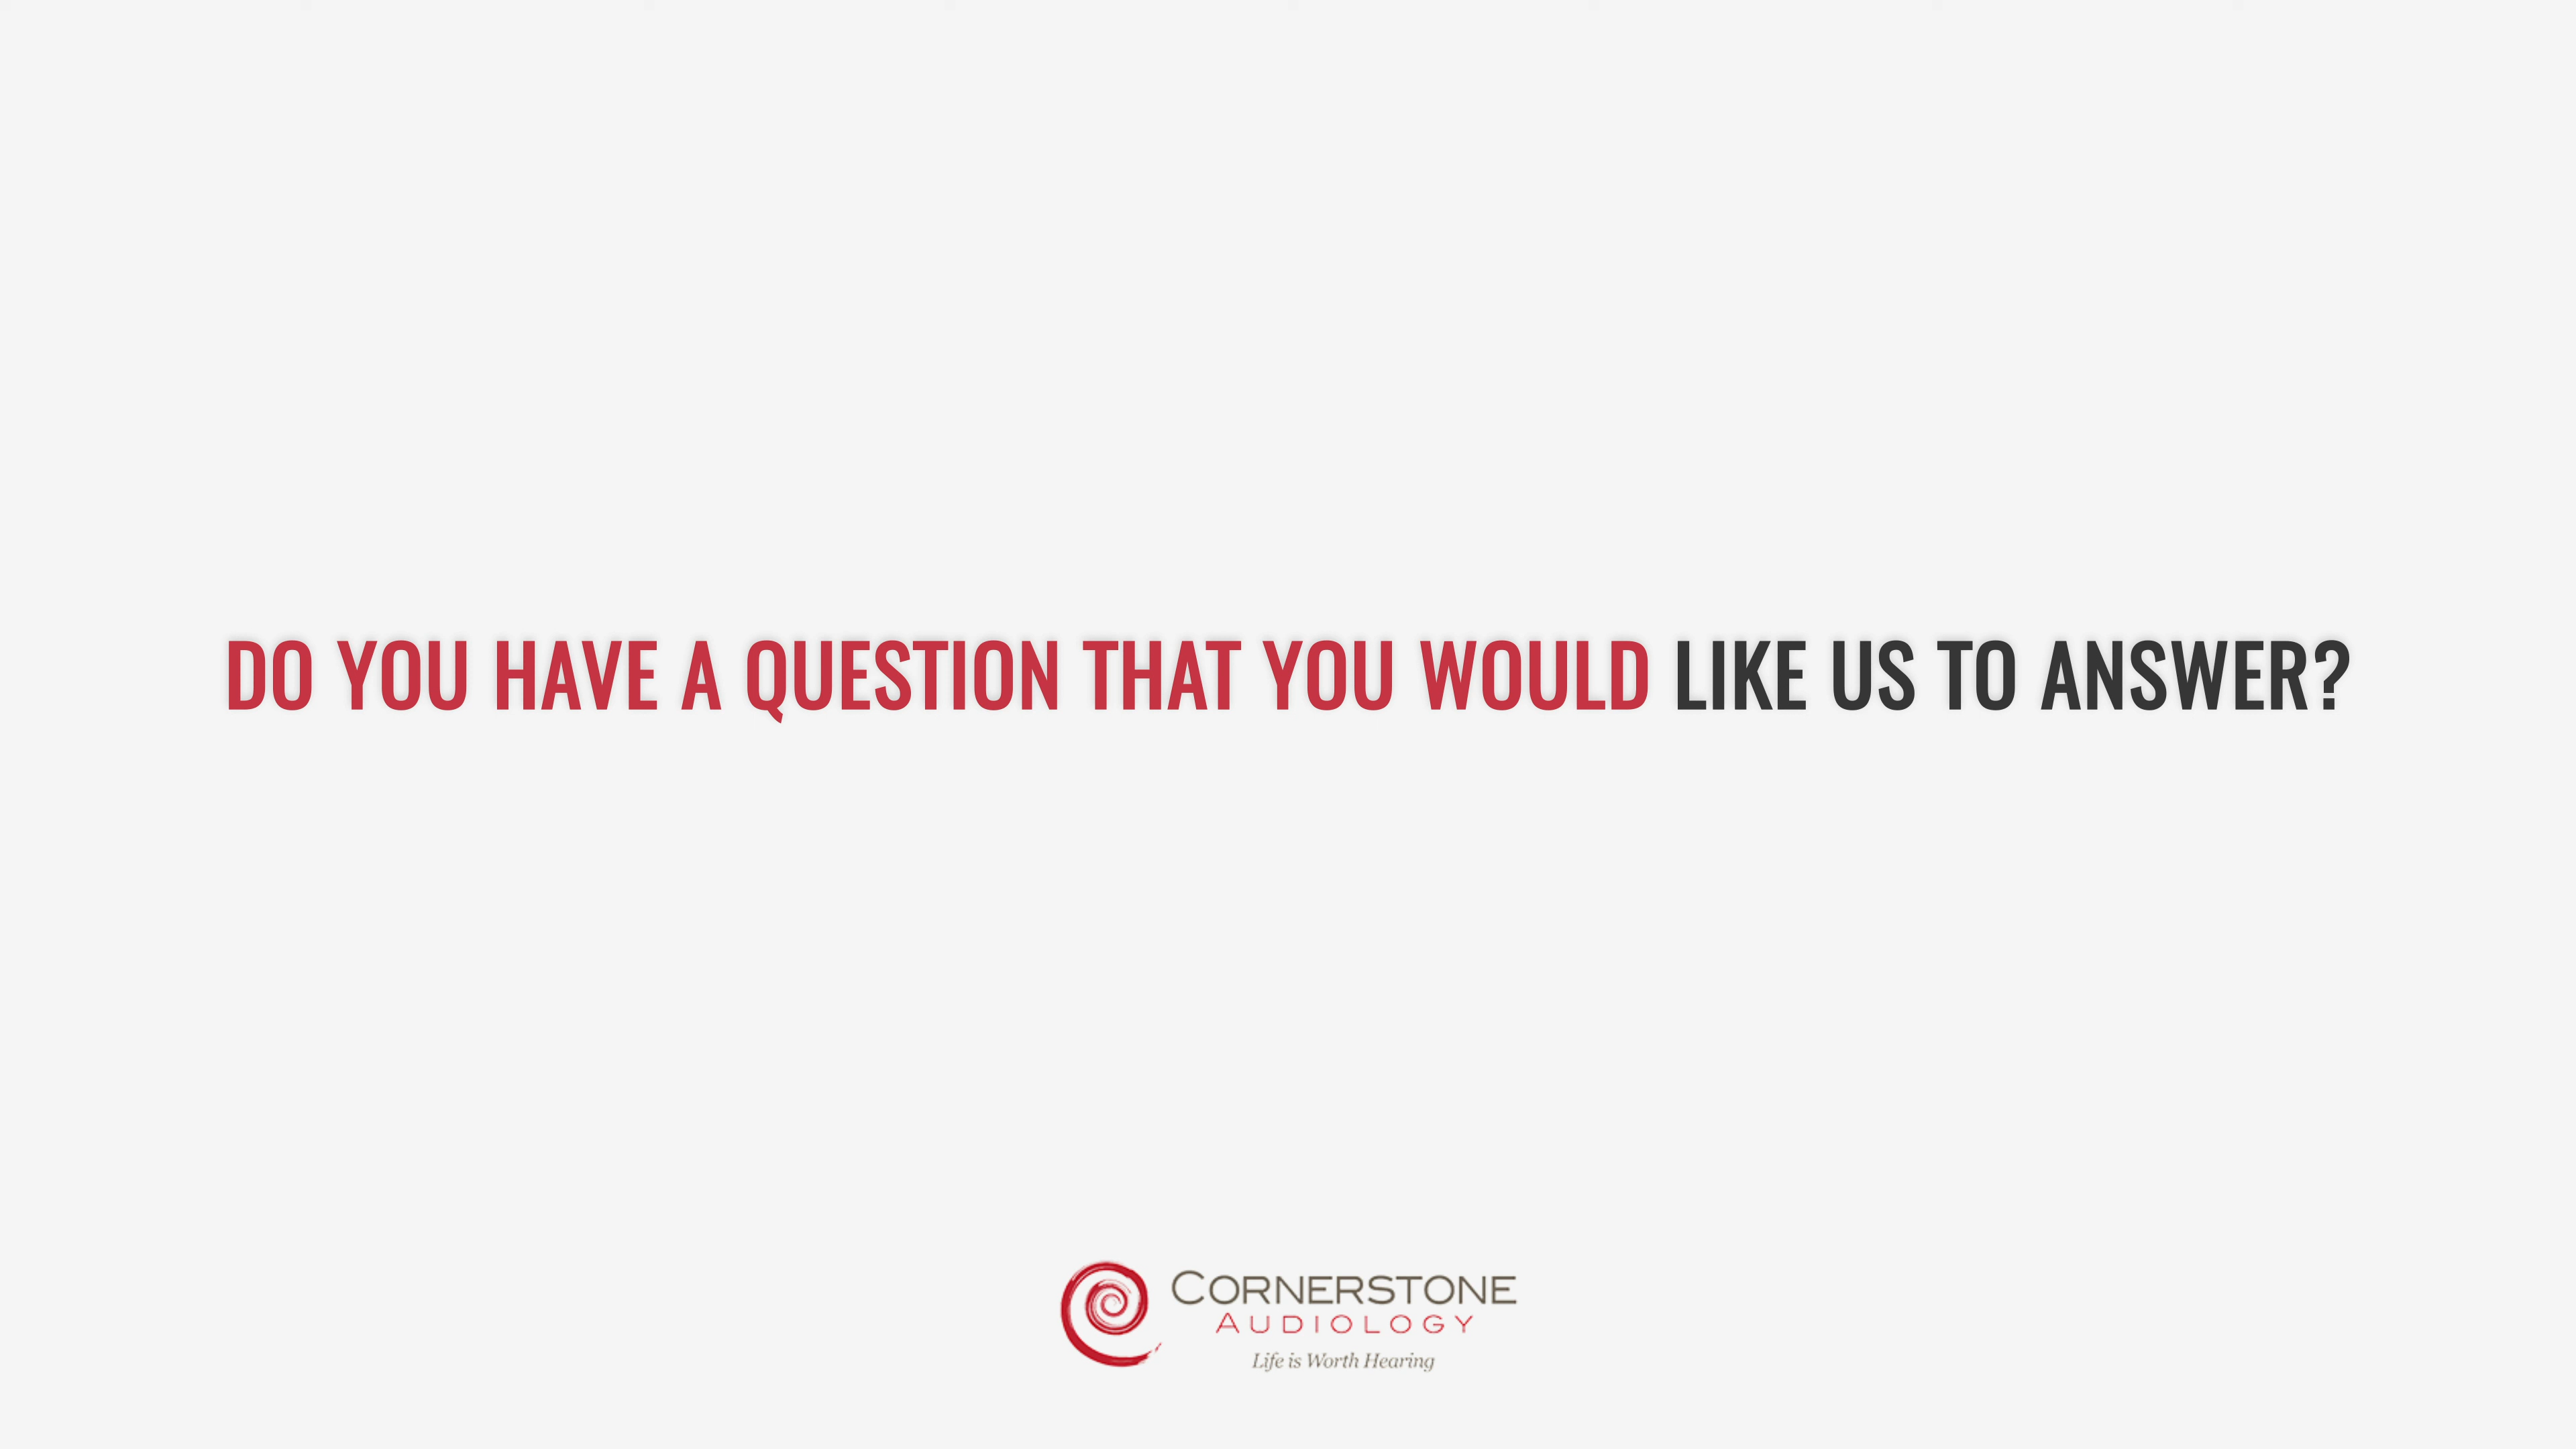 DO YOU HAVE A QUESTION THAT YOU WOULD LIKE US TO ANSWER?
CORNERSTONE
AUDIOLOGY
Life is Worth Hearing